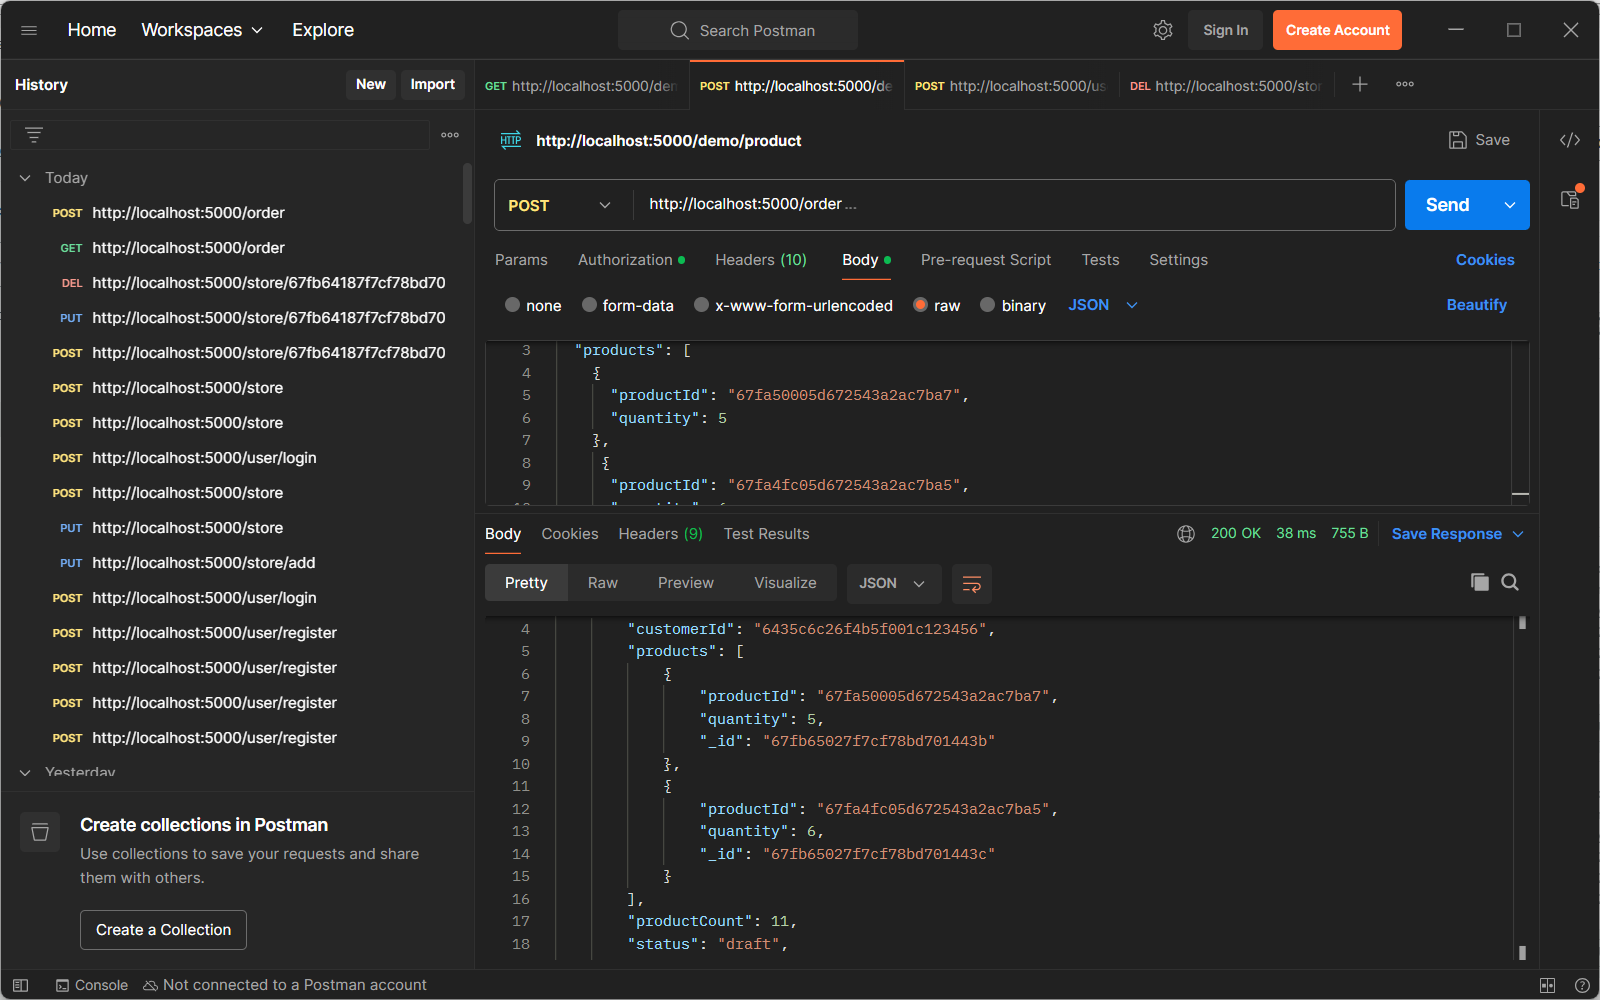 Home Workspaces Explore Search Postman Sign In Create Account
History New Import
GET http://localhost:5000/den POST http://localhost:5000/de POST http://localhost:5000/us DEL http://localhost:5000/stor
HTTP http://localhost:5000/demo/product Save
Today
POST http://localhost:5000/order
GET http://localhost:5000/order
DEL http://localhost:5000/store/67fb64187f7cf78bd70
PUT http://localhost:5000/store/67fb64187f7cf78bd70
POST http://localhost:5000/store/67fb64187f7cf78bd70
POST http://localhost:5000/store
POST http://localhost:5000/store
POST http://localhost:5000/user/login
POST http://localhost:5000/store
PUT http://localhost:5000/store
PUT http://localhost:5000/store/add
POST http://localhost:5000/user/login
POST http://localhost:5000/user/register
POST http://localhost:5000/user/register
POST http://localhost:5000/user/register
POST http://localhost:5000/user/register
Yesterday
Create collections in Postman
Use collections to save your requests and share
them with others.
Create a Collection
POST http://localhost:5000/order ... Send
Params Authorization Headers (10) Body Pre-request Script Tests Settings Cookies
none form-data x-www-form-urlencoded raw binary JSON Beautify
3 "products": [
4 {
5 "productId": "67fa50005d672543a2ac7ba7",
6 "quantity": 5
7 },
8 {
9 "productId": "67fa4fc05d672543a2ac7ba5",
Body Cookies Headers (9) Test Results 200 OK 38 ms 755 B Save Response
Pretty Raw Preview Visualize JSON
4 "customerId": "6435c6c26f4b5f001c123456",
5 "products": [
6 {
7 "productId": "67fa50005d672543a2ac7ba7",
8 "quantity": 5,
9 "_id": "67fb65027f7cf78bd701443b"
10 },
11 {
12 "productId": "67fa4fc05d672543a2ac7ba5",
13 "quantity": 6,
14 "_id": "67fb65027f7cf78bd701443c"
15 }
16 ],
17 "productCount": 11,
18 "status": "draft",
Console Not connected to a Postman account